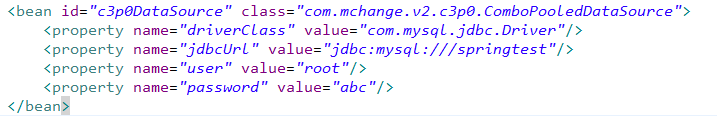 <bean id="c3p0DataSource" class="com.mchange.v2.c3p0.ComboPooledDataSource">
    <property name="driverClass" value="com.mysql.jdbc.Driver"/>
    <property name="jdbcUrl" value="jdbc:mysql:///springtest"/>
    <property name="user" value="root"/>
    <property name="password" value="abc"/>
</bean>